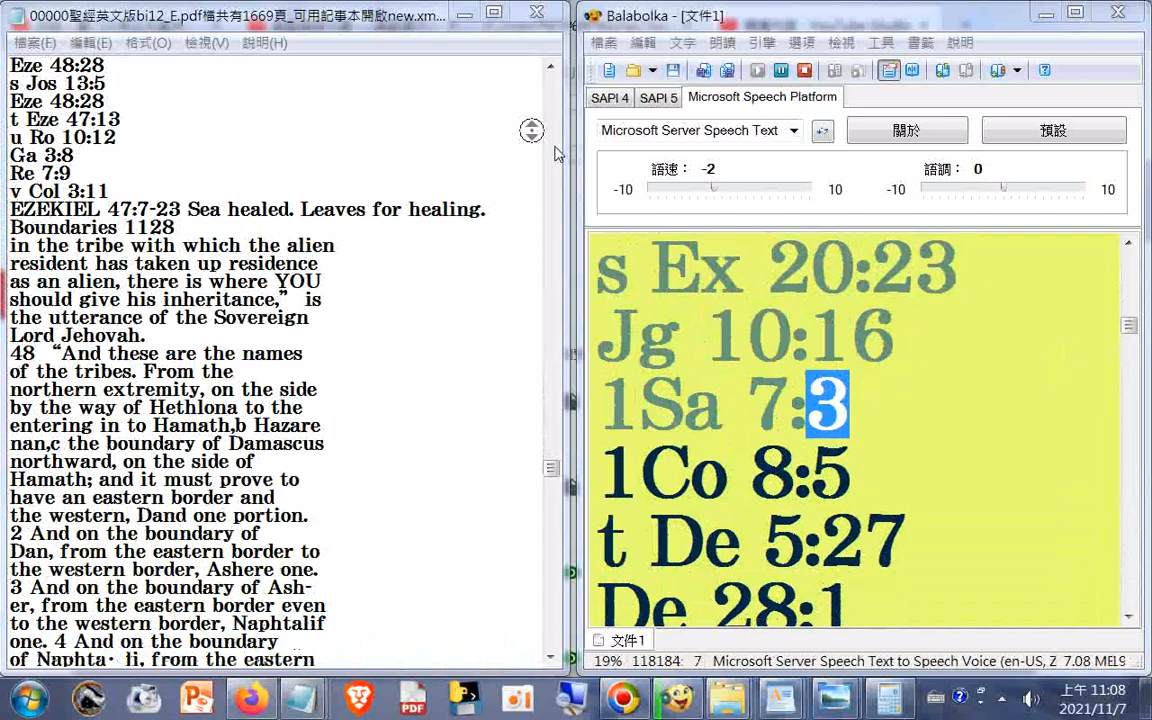 00000聖經英文版bi12_E.pdf檔共有1669頁_可用記事本開啟new.xm...
檔案(F) 編輯(E) 格式(O) 檢視(V) 說明(H)
Eze 48:28
s Jos 13:5
Eze 48:28
t Eze 47:13
u Ro 10:12
Ga 3:8
Re 7:9
v Col 3:11
EZEKIEL 47:7-23 Sea healed. Leaves for healing.
Boundaries 1128
in the tribe with which the alien
resident has taken up residence
as an alien, there is where YOU
should give his inheritance,” is
the utterance of the Sovereign
Lord Jehovah.
48 “And these are the names
of the tribes. From the
northern extremity, on the side
by the way of Hethlona to the
entering in to Hamath,b Hazare
nan,c the boundary of Damascus
northward, on the side of
Hamath; and it must prove to
have an eastern border and
the western, Dand one portion.
2 And on the boundary of
Dan, from the eastern border to
the western border, Ashere one.
3 And on the boundary of Ash-
er, from the eastern border even
to the western border, Naphtalif
one. 4 And on the boundary
of Naphta· li, from the eastern
Balabolka - [文件1]
檔案 編輯 文字 朗讀 引擎 選項 檢視 工具 書籤 說明
SAPI 4 SAPI 5 Microsoft Speech Platform
Microsoft Server Speech Text 關於 預設
語速： -2 語調： 0
-10 10 -10 10
s Ex 20:23
Jg 10:16
1Sa 7:3
1Co 8:5
t De 5:27
De 28:1
文件1
19% 118184: 7 Microsoft Server Speech Text to Speech Voice (en-US, Z 7.08 ME
PDF
上午 11:08
2021/11/7